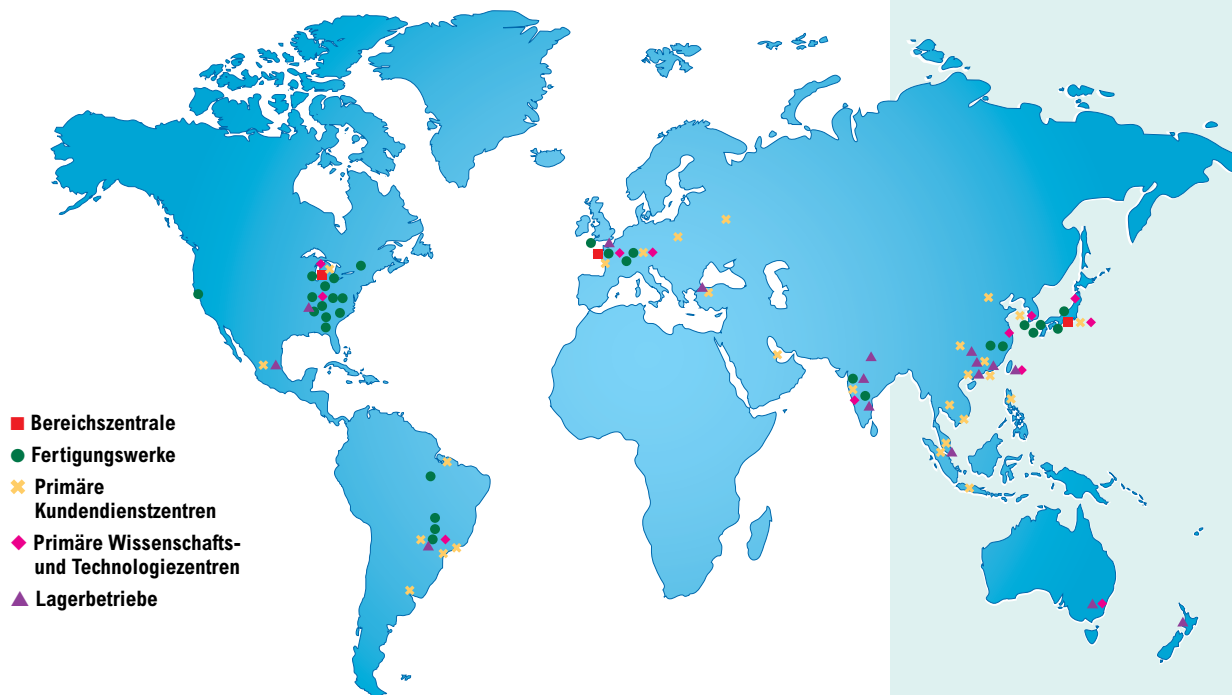 Bereichszentrale
Fertigungswerke
Primäre
Kundendienstzentren
Primäre Wissenschafts-
und Technologiezentren
Lagerbetriebe